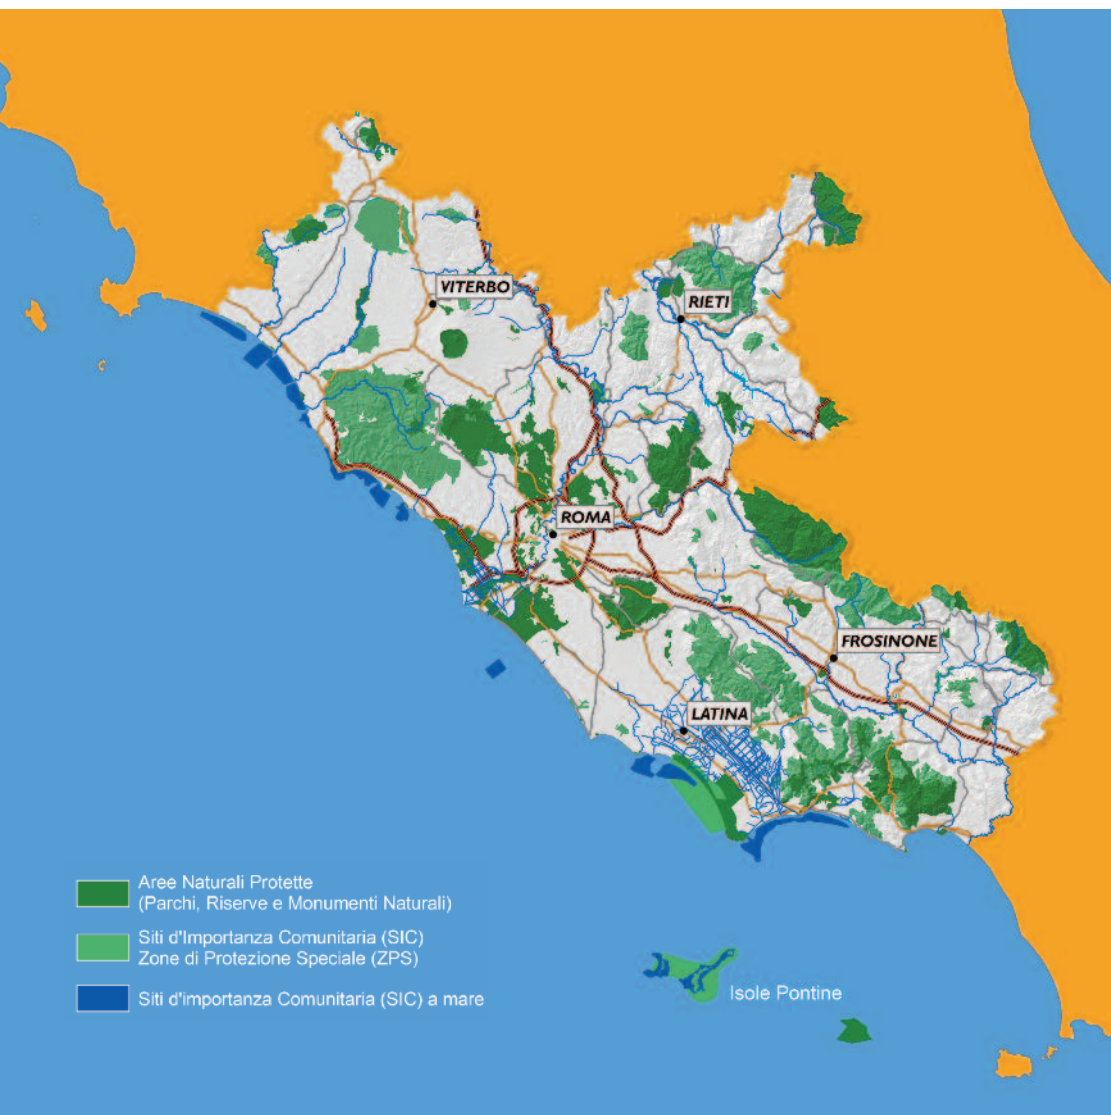 VITERBO
RIETI
ROMA
FROSINONE
LATINA
Aree Naturali Protette
(Parchi, Riserve e Monumenti Naturali)
Siti d'Importanza Comunitaria (SIC)
Zone di Protezione Speciale (ZPS)
Siti d'importanza Comunitaria (SIC) a mare
Isole Pontine